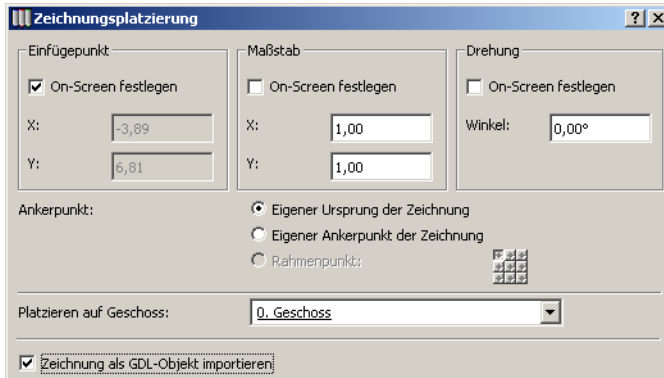 Zeichnungsplatzierung
Einfügepunkt
On-Screen festlegen
X: -3,89
Y: 6,81
Maßstab
On-Screen festlegen
X: 1,00
Y: 1,00
Drehung
On-Screen festlegen
Winkel: 0,00°
Ankerpunkt:
Eigener Ursprung der Zeichnung
Eigener Ankerpunkt der Zeichnung
Rahmenpunkt:
Platzieren auf Geschoss: 0. Geschoss
Zeichnung als GDL-Objekt importieren